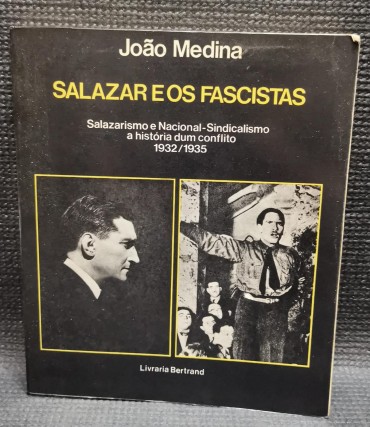 João Medina
SALAZAR E OS FASCISTAS
Salazarismo e Nacional-Sindicalismo
a história dum conflito
1932/1935
Livraria Bertrand